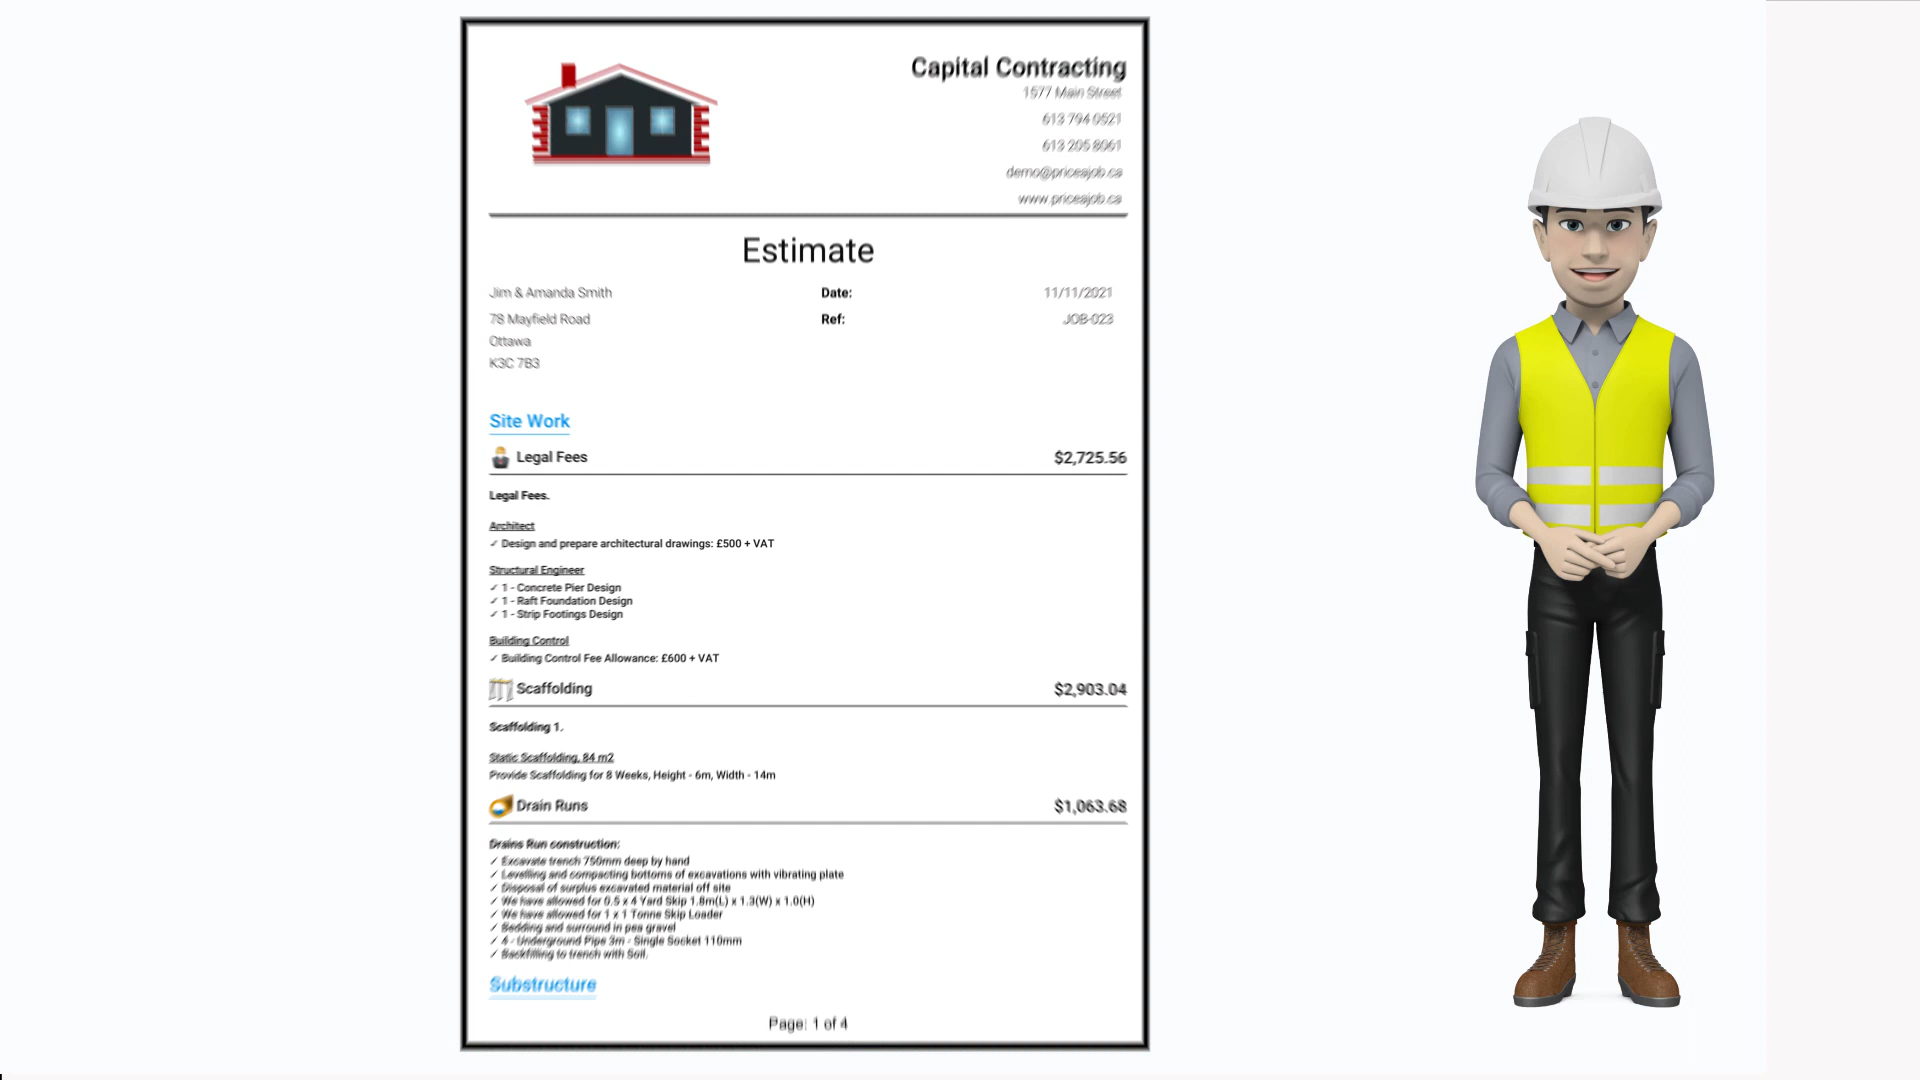 Capital Contracting
1577 Main Street
613 794 0521
613 205 8061
demo@priceajob.ca
www.priceajob.ca
Estimate
Jim & Amanda Smith
Date: 11/11/2021
78 Mayfield Road
Ref: JOB-023
Ottawa
K3C 7B3
Site Work
Legal Fees $2,725.56
Legal Fees.
Architect
✓ Design and prepare architectural drawings: £500 + VAT
Structural Engineer
✓ 1 - Concrete Pier Design
✓ 1 - Raft Foundation Design
✓ 1 - Strip Footings Design
Building Control
✓ Building Control Fee Allowance: £600 + VAT
Scaffolding $2,903.04
Scaffolding 1.
Static Scaffolding, 84 m2
Provide Scaffolding for 8 Weeks, Height - 6m, Width - 14m
Drain Runs $1,063.68
Drains Run construction:
✓ Excavate trench 750mm deep by hand
✓ Levelling and compacting bottoms of excavations with vibrating plate
✓ Disposal of surplus excavated material off site
✓ We have allowed for 0.5 x 4 Yard Skip 1.8m(L) x 1.3(W) x 1.0(H)
✓ We have allowed for 1 x 1 Tonne Skip Loader
✓ Bedding and surround in pea gravel
✓ 4 - Underground Pipe 3m - Single Socket 110mm
✓ Backfilling to trench with Soil.
Substructure
Page: 1 of 4